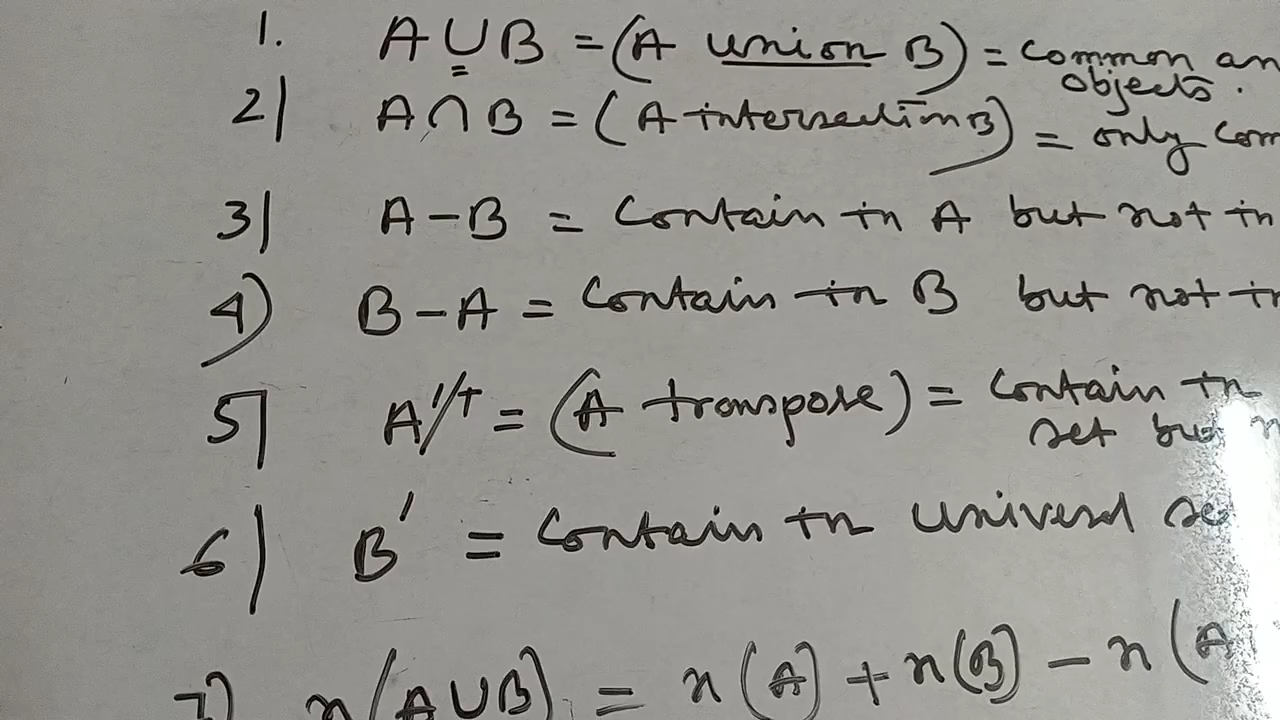 1. A ∪ B = (A union B) = common an
objects.
2) A ∩ B = (A intersection B) = only com
3) A - B = contain in A but not in
4) B - A = contain in B but not in
5) A'/t = (A transpose) = contain in
set but n
6) B' = contain in univers se
7) n(A∪B) = n(A) + n(B) - n(A